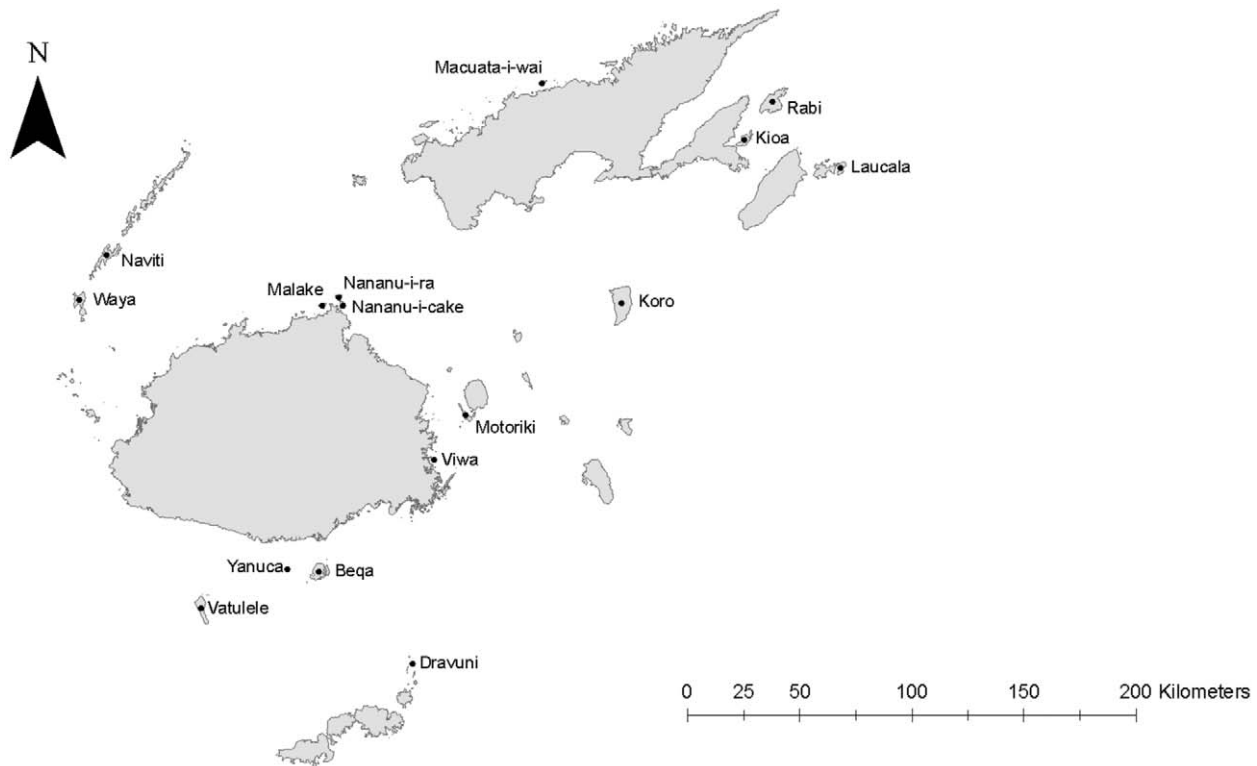 N
Macuata-i-wai
Rabi
Kioa
Laucala
Naviti
Waya
Malake
Nananu-i-ra
Nananu-i-cake
Koro
Motoriki
Viwa
Yanuca
Beqa
Vatulele
Dravuni
0 25 50 100 150 200 Kilometers